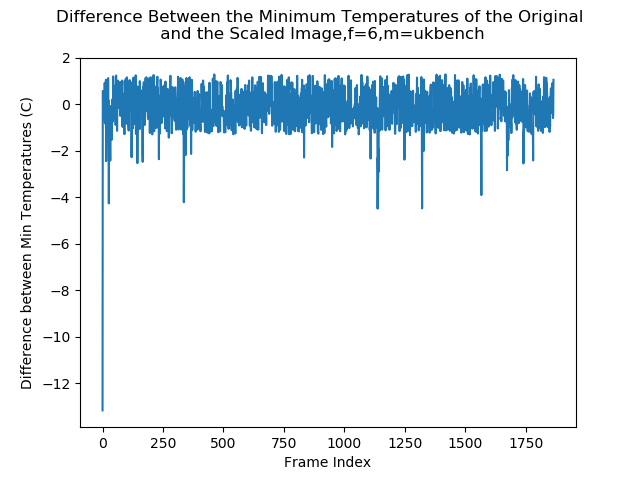 Difference Between the Minimum Temperatures of the Original
and the Scaled Image,f=6,m=ukbench
2
0
−2
−4
−6
−8
−10
−12
Difference between Min Temperatures (C)
0 250 500 750 1000 1250 1500 1750
Frame Index